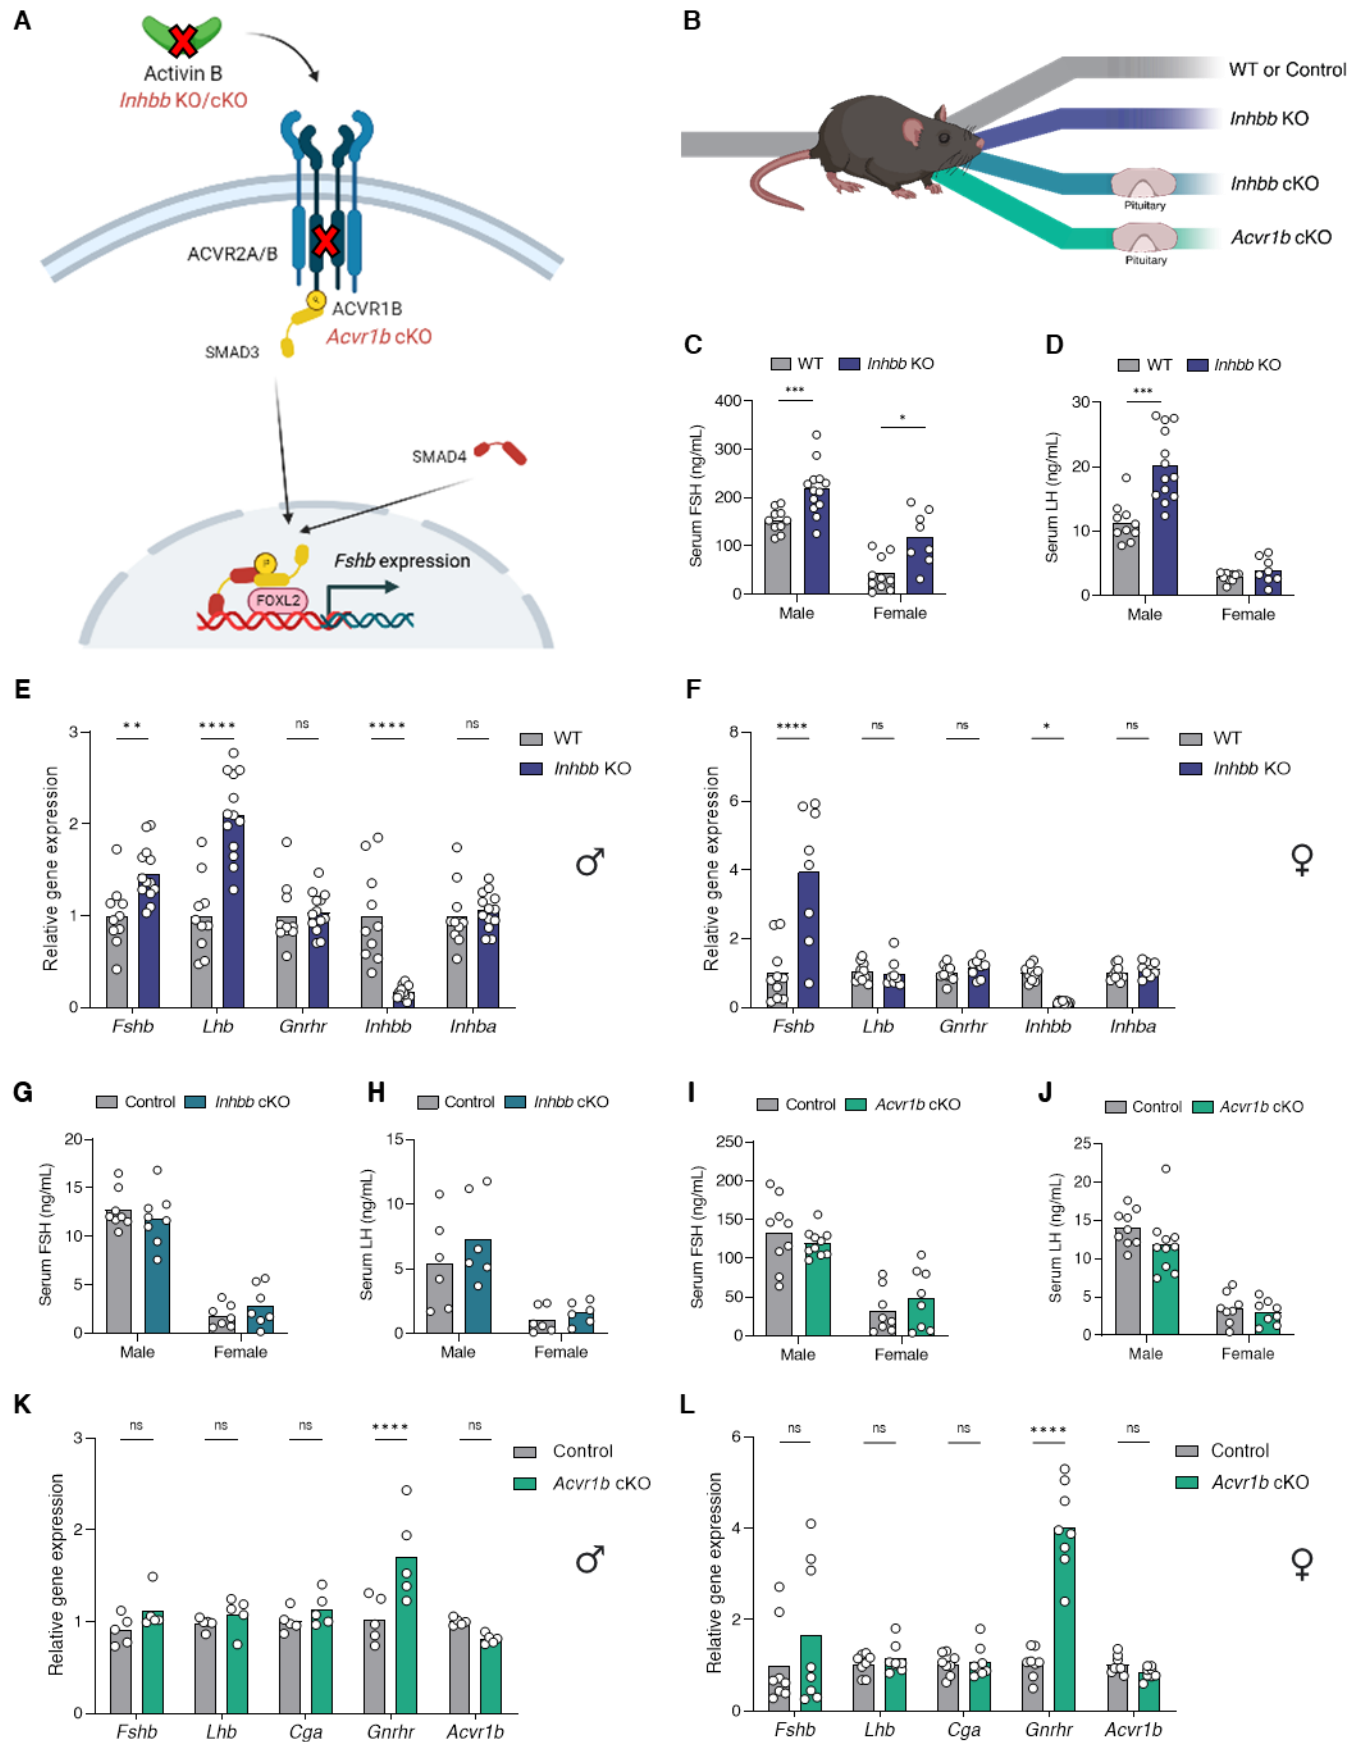 A
Activin B
Inhbb KO/cKO
ACVR2A/B
ACVR1B
Acvr1b cKO
SMAD3
SMAD4
Fshb expression
P
FOXL2
B
WT or Control
Inhbb KO
Inhbb cKO
Pituitary
Acvr1b cKO
Pituitary
C
WT Inhbb KO
Serum FSH (ng/mL)
400
300
200
100
0
*** *
Male Female
D
WT Inhbb KO
Serum LH (ng/mL)
30
20
10
0
***
Male Female
E
Relative gene expression
3
2
1
0
** **** ns **** ns
WT
Inhbb KO
♂
Fshb Lhb Gnrhr Inhbb Inhba
F
Relative gene expression
8
6
4
2
0
**** ns ns * ns
WT
Inhbb KO
♀
Fshb Lhb Gnrhr Inhbb Inhba
G
Control Inhbb cKO
Serum FSH (ng/mL)
20
15
10
5
0
Male Female
H
Control Inhbb cKO
Serum LH (ng/mL)
15
10
5
0
Male Female
I
Control Acvr1b cKO
Serum FSH (ng/mL)
250
200
150
100
50
0
Male Female
J
Control Acvr1b cKO
Serum LH (ng/mL)
25
20
15
10
5
0
Male Female
K
Relative gene expression
3
2
1
0
ns ns ns **** ns
Control
Acvr1b cKO
♂
Fshb Lhb Cga Gnrhr Acvr1b
L
Relative gene expression
6
4
2
0
ns ns ns **** ns
Control
Acvr1b cKO
♀
Fshb Lhb Cga Gnrhr Acvr1b